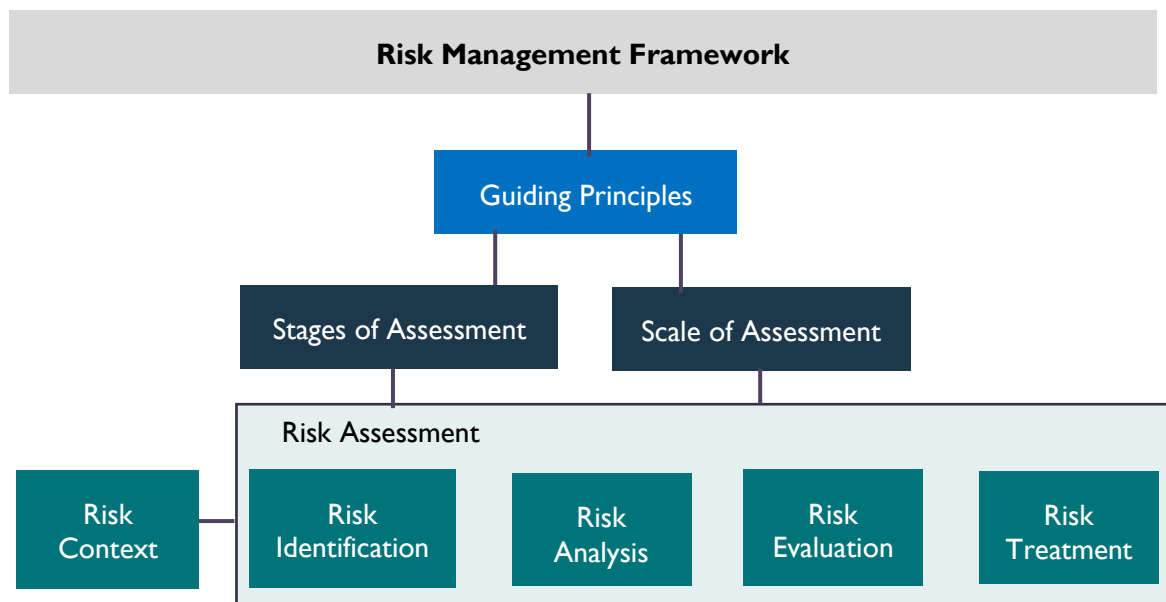 Risk Management Framework
Guiding Principles
Stages of Assessment
Scale of Assessment
Risk Assessment
Risk
Context
Risk
Identification
Risk
Analysis
Risk
Evaluation
Risk
Treatment